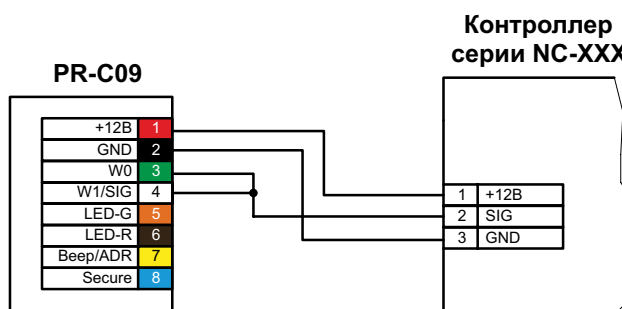 Контроллер
серии NC-XXX
PR-C09
+12В 1
GND 2
W0 3
W1/SIG 4
LED-G 5
LED-R 6
Beep/ADR 7
Secure 8
1 +12В
2 SIG
3 GND